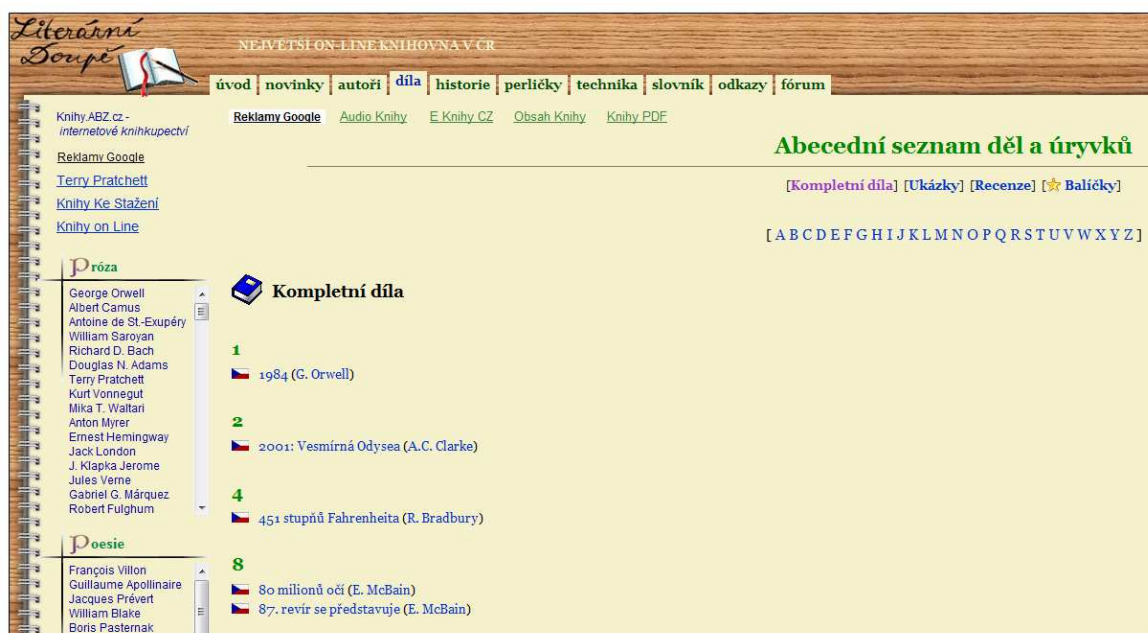 Literární
Doupě
NEJVĚTŠÍ ON-LINE KNIHOVNA V ČR
úvod novinky autoři díla historie perličky technika slovník odkazy fórum
Knihy.ABZ.cz -
internetové knihkupectví
Reklamy Google
Terry Pratchett
Knihy Ke Stažení
Knihy on Line
Reklamy Google Audio Knihy E Knihy CZ Obsah Knihy Knihy PDF
Abecední seznam děl a úryvků
[Kompletní díla] [Ukázky] [Recenze] [Balíčky]
[ A B C D E F G H I J K L M N O P Q R S T U V W X Y Z ]
Próza
George Orwell
Albert Camus
Antoine de St.-Exupéry
William Saroyan
Richard D. Bach
Douglas N. Adams
Terry Pratchett
Kurt Vonnegut
Mika T. Waltari
Anton Myrer
Ernest Hemingway
Jack London
J. Klapka Jerome
Jules Verne
Gabriel G. Márquez
Robert Fulghum
Poesie
François Villon
Guillaume Apollinaire
Jacques Prévert
William Blake
Boris Pasternak
Kompletní díla
1
1984 (G. Orwell)
2
2001: Vesmírná Odysea (A.C. Clarke)
4
451 stupňů Fahrenheita (R. Bradbury)
8
80 milionů očí (E. McBain)
87. revír se představuje (E. McBain)